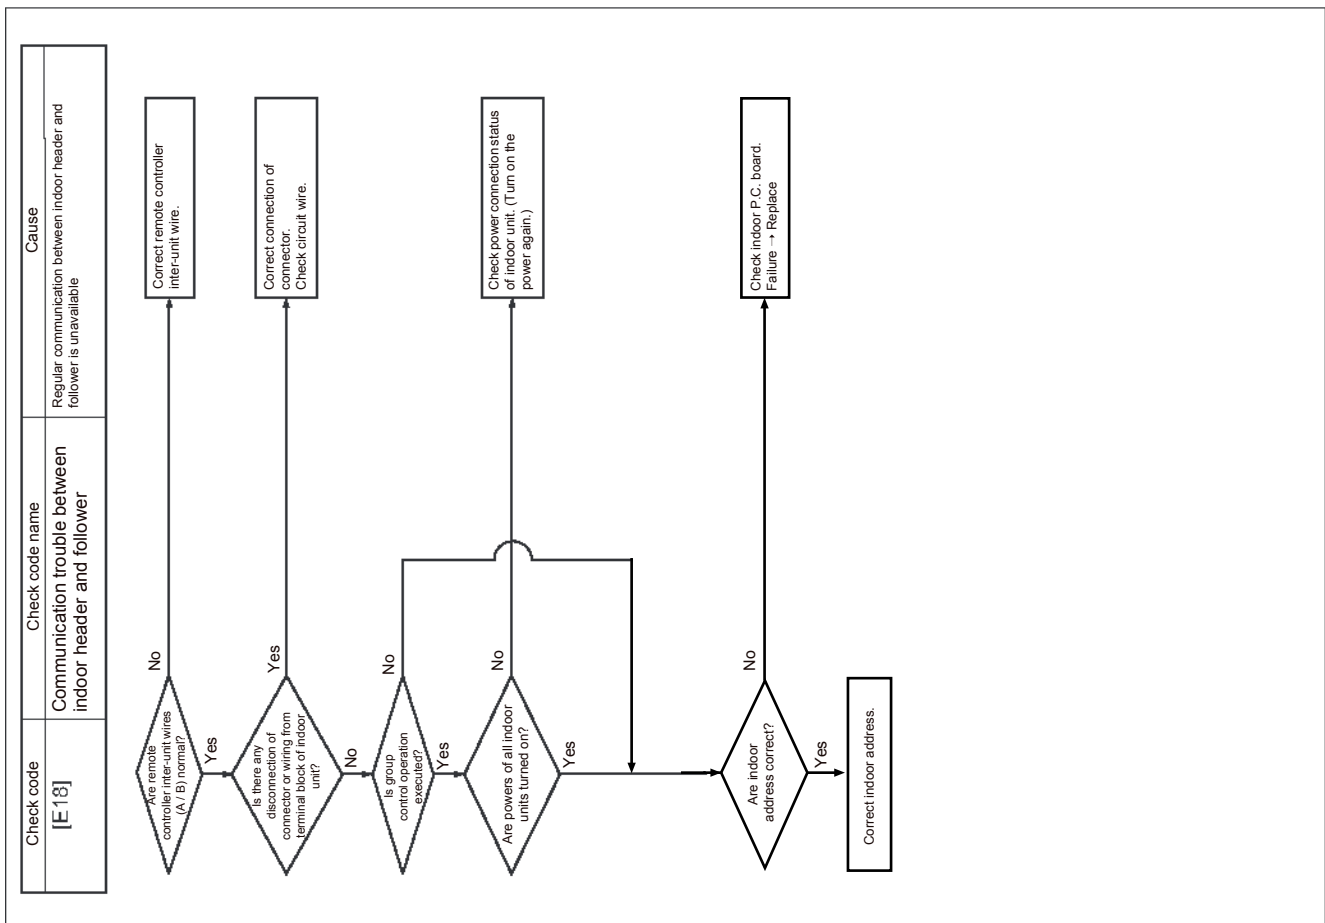 Check code
Check code name
Cause
[E18]
Communication trouble between
indoor header and follower
Regular communication between indoor header and
follower is unavailable
Are remote
controller inter-unit wires
(A / B) normal?
No
Correct remote controller
inter-unit wire.
Yes
Is there any
disconnection of
connector or wiring from
terminal block of indoor
unit?
Yes
Correct connection of
connector.
Check circuit wire.
No
Is group
control operation
executed?
No
Yes
Are powers of all indoor
units turned on?
No
Check power connection status
of indoor unit. (Turn on the
power again.)
Yes
Are indoor
address correct?
No
Check indoor P.C. board.
Failure → Replace
Yes
Correct indoor address.